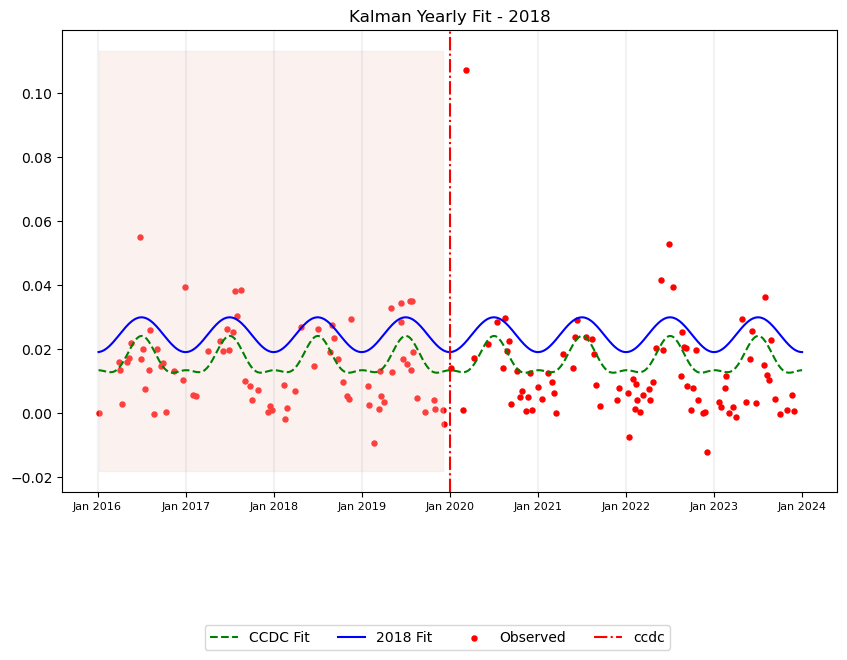 Kalman Yearly Fit - 2018
0.10
0.08
0.06
0.04
0.02
0.00
−0.02
Jan 2016 Jan 2017 Jan 2018 Jan 2019 Jan 2020 Jan 2021 Jan 2022 Jan 2023 Jan 2024
CCDC Fit 2018 Fit Observed ccdc